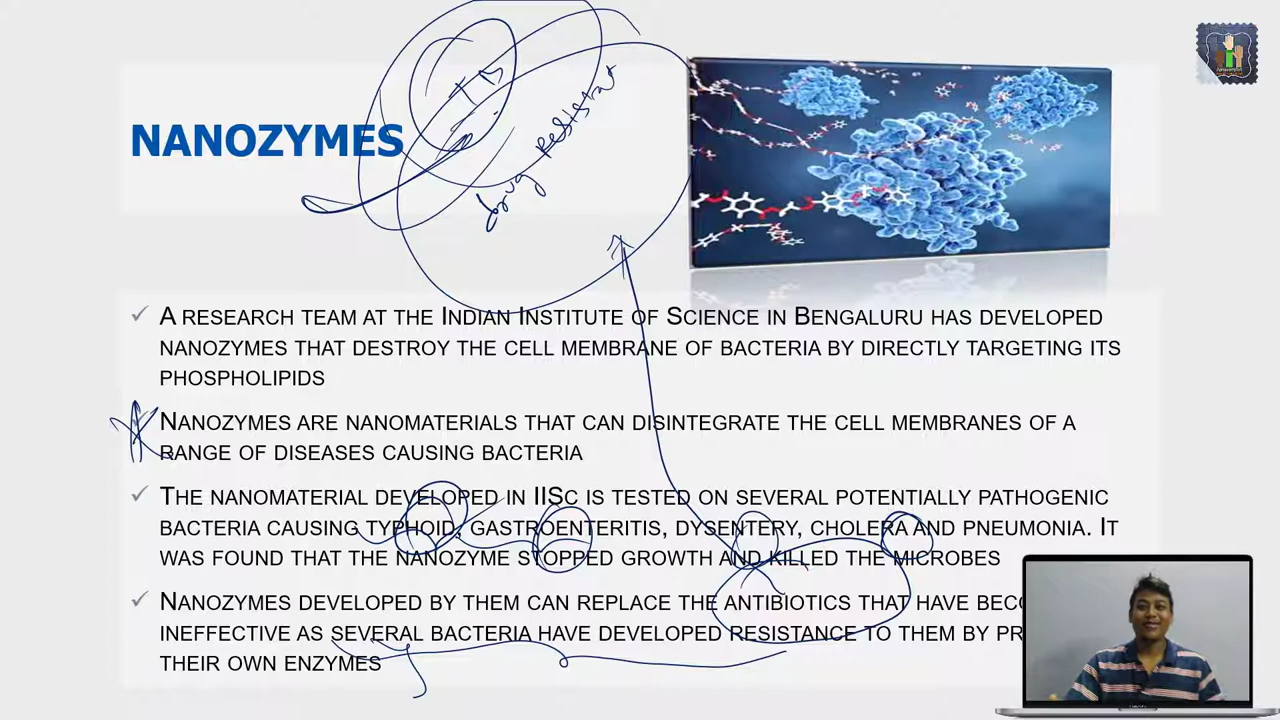 NANOZYMES
TB
drug resistant
A RESEARCH TEAM AT THE INDIAN INSTITUTE OF SCIENCE IN BENGALURU HAS DEVELOPED
NANOZYMES THAT DESTROY THE CELL MEMBRANE OF BACTERIA BY DIRECTLY TARGETING ITS
PHOSPHOLIPIDS
NANOZYMES ARE NANOMATERIALS THAT CAN DISINTEGRATE THE CELL MEMBRANES OF A
RANGE OF DISEASES CAUSING BACTERIA
THE NANOMATERIAL DEVELOPED IN IISC IS TESTED ON SEVERAL POTENTIALLY PATHOGENIC
BACTERIA CAUSING TYPHOID, GASTROENTERITIS, DYSENTERY, CHOLERA AND PNEUMONIA. IT
WAS FOUND THAT THE NANOZYME STOPPED GROWTH AND KILLED THE MICROBES
NANOZYMES DEVELOPED BY THEM CAN REPLACE THE ANTIBIOTICS THAT HAVE
INEFFECTIVE AS SEVERAL BACTERIA HAVE DEVELOPED RESISTANCE TO THEM BY
THEIR OWN ENZYMES